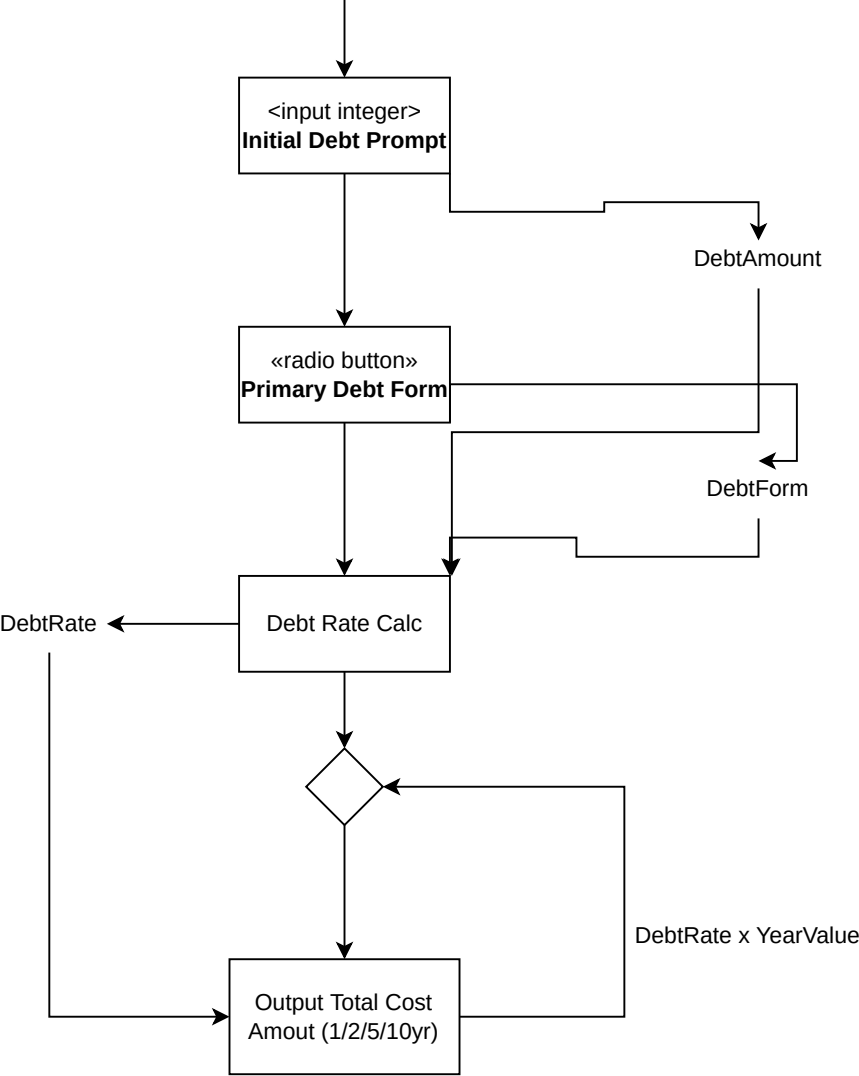 <input integer>
Initial Debt Prompt
DebtAmount
«radio button»
Primary Debt Form
DebtForm
DebtRate
Debt Rate Calc
DebtRate x YearValue
Output Total Cost
Amout (1/2/5/10yr)